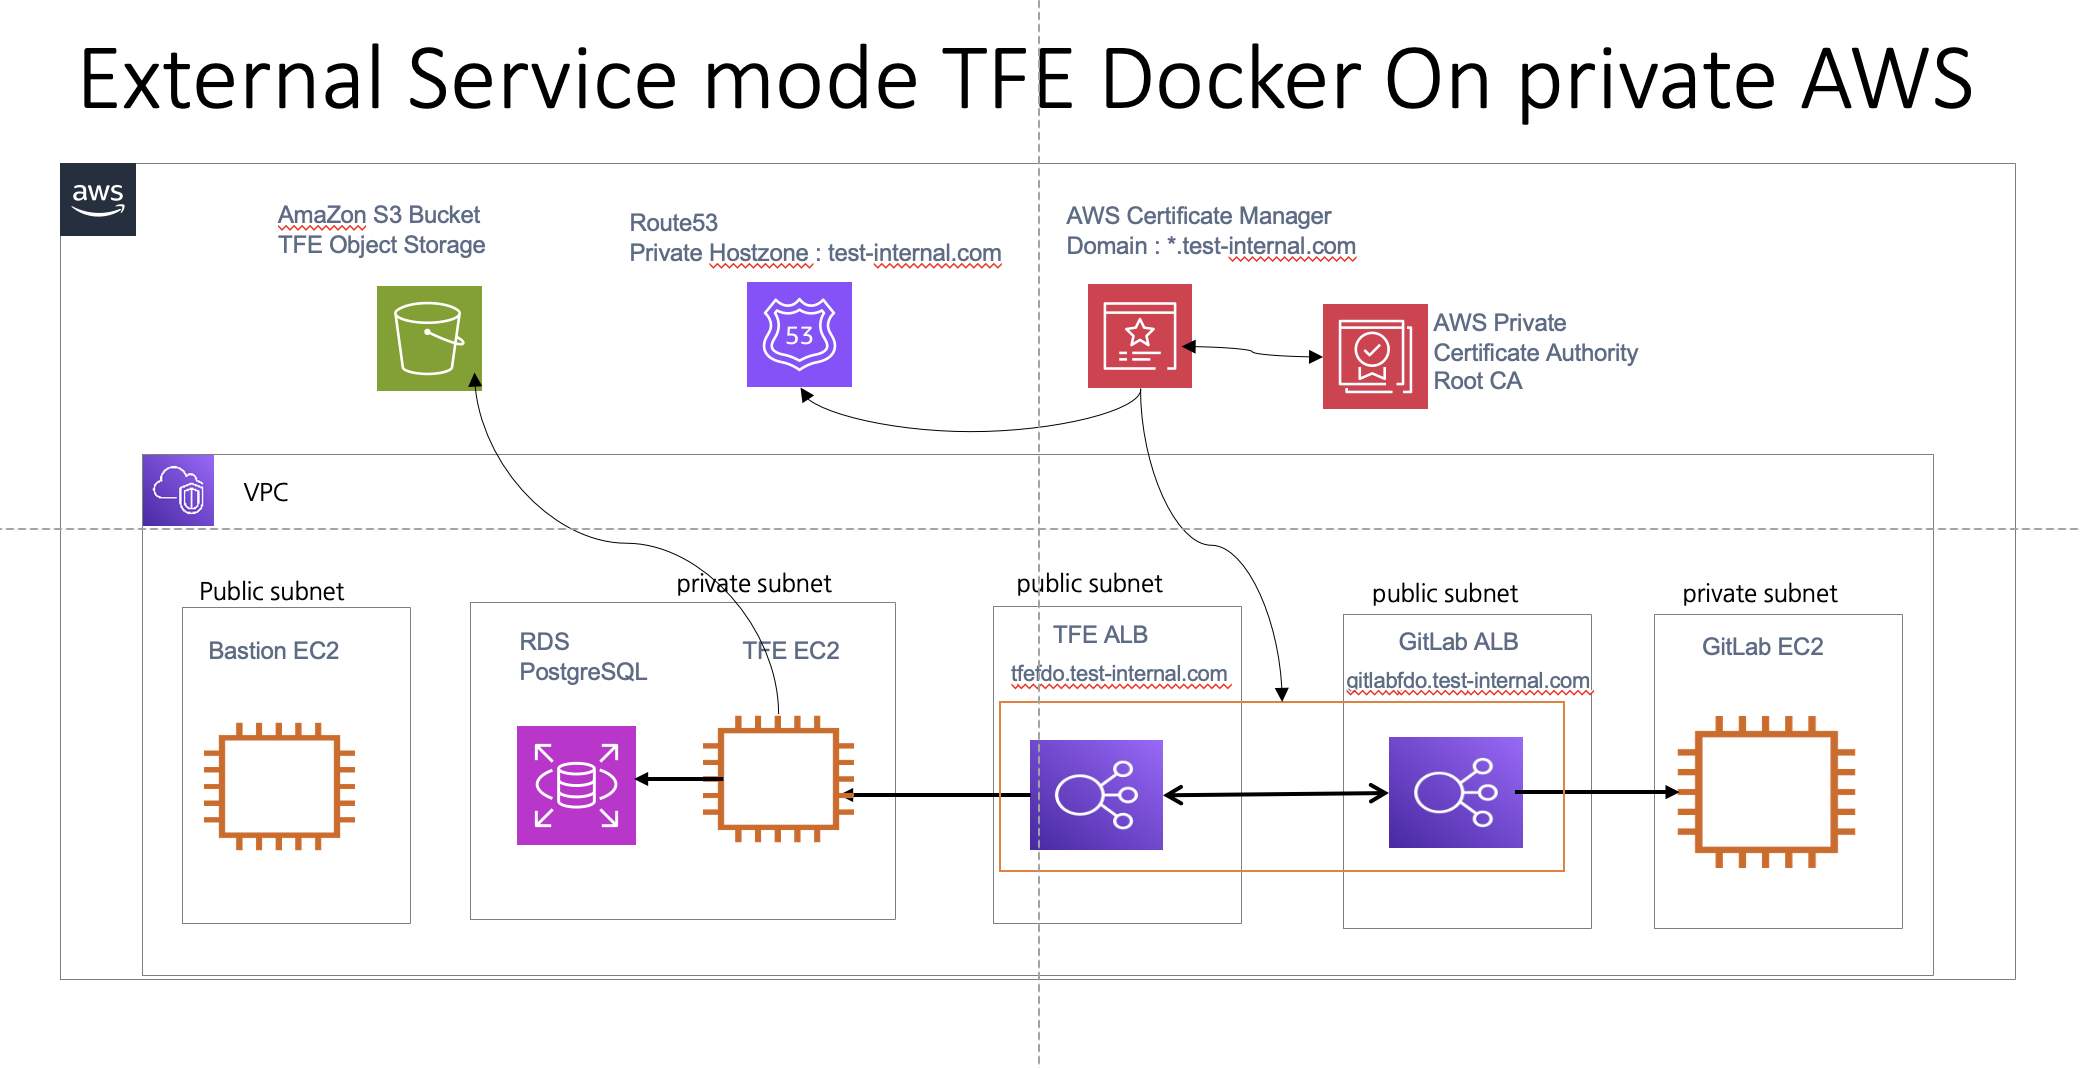 External Service mode TFE Docker On private AWS
aws
AmaZon S3 Bucket
TFE Object Storage
Route53
Private Hostzone : test-internal.com
53
AWS Certificate Manager
Domain : *.test-internal.com
AWS Private
Certificate Authority
Root CA
VPC
Public subnet
Bastion EC2
private subnet
RDS
PostgreSQL
TFE EC2
public subnet
TFE ALB
tfefdo.test-internal.com
public subnet
GitLab ALB
gitlabfdo.test-internal.com
private subnet
GitLab EC2